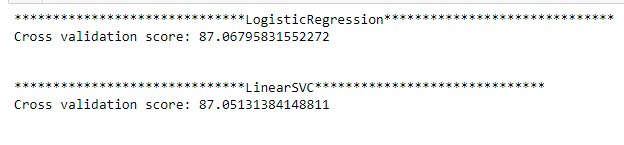 ******************************LogisticRegression******************************
Cross validation score: 87.06795831552272
******************************LinearSVC******************************
Cross validation score: 87.05131384148811